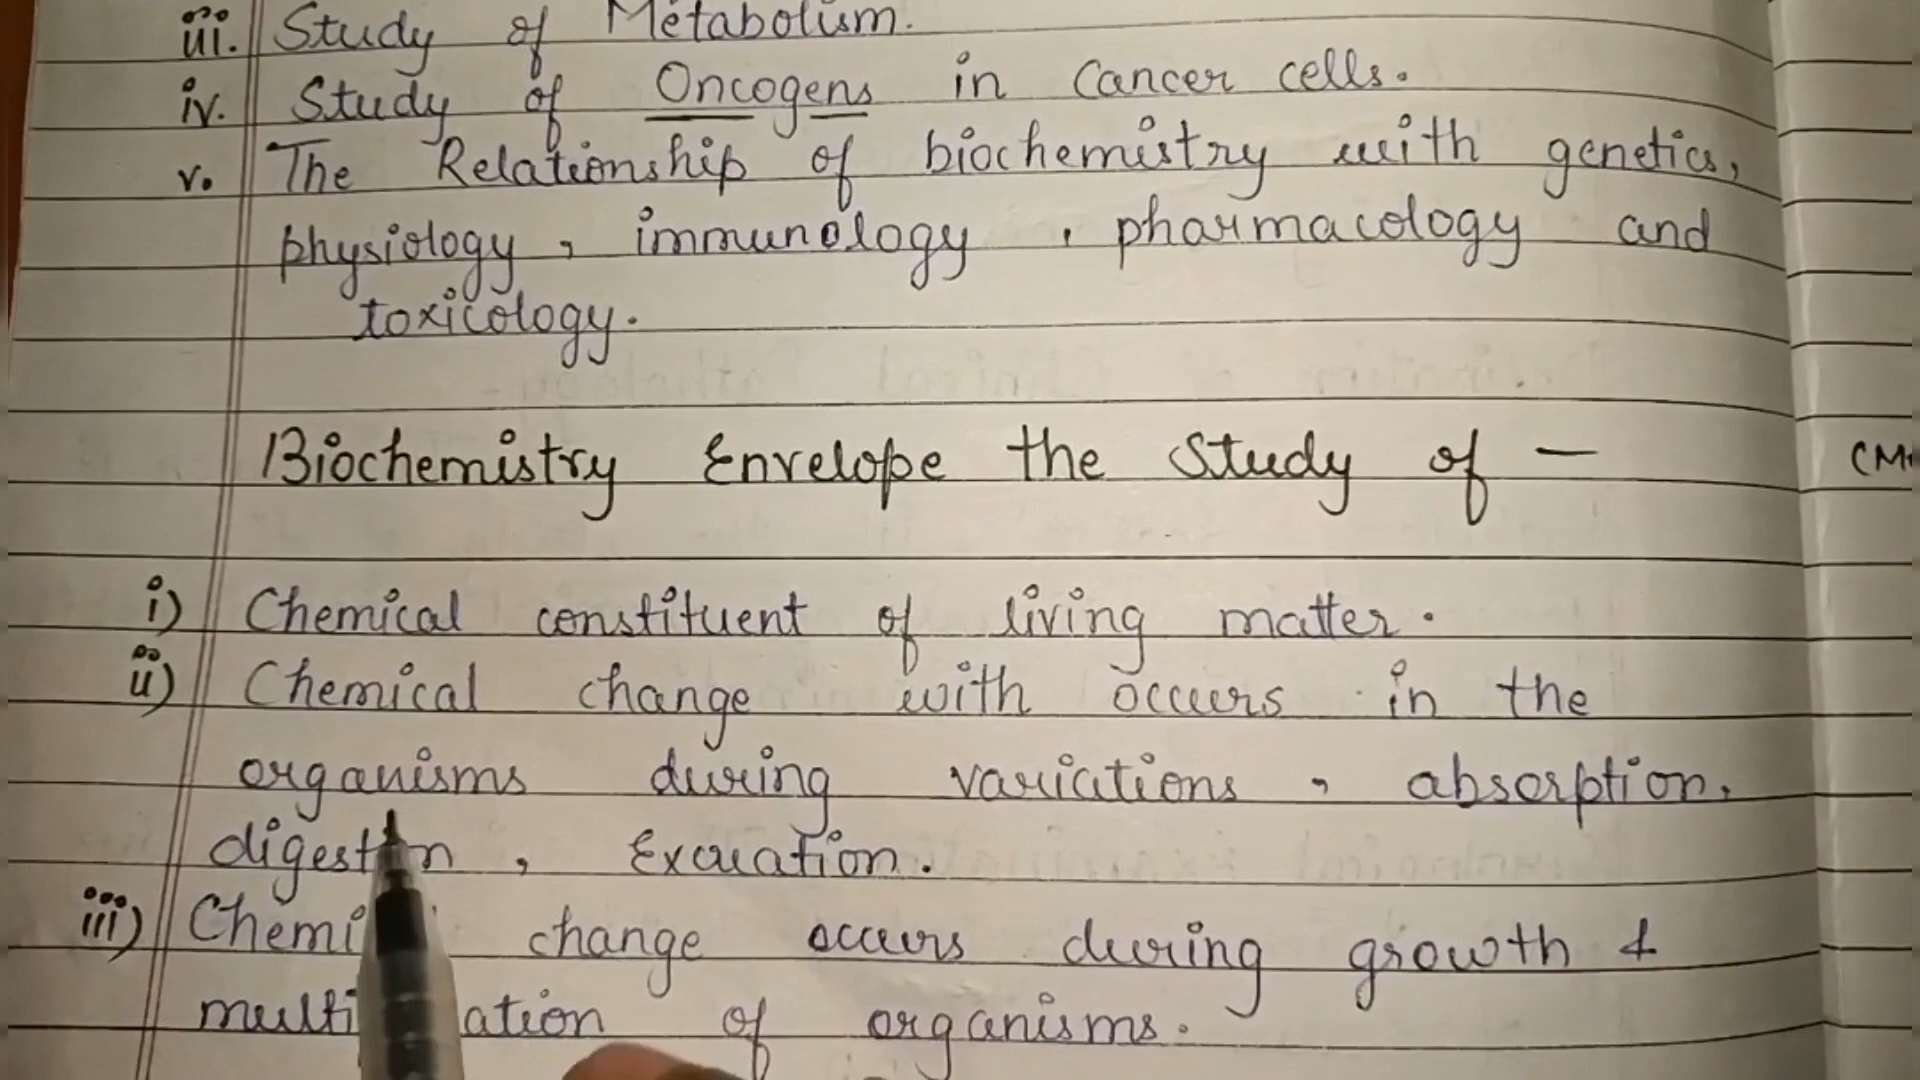 iii. Study of Metabolism.
iv. Study of Oncogens in Cancer cells.
v. The Relationship of biochemistry with genetics,
physiology, immunology, pharmacology and
toxicology.
Biochemistry Envelope the Study of –
(M
i) Chemical constituent of living matter.
ii) Chemical change with occurs in the
organisms during variations, absorption,
digestion, Excuation.
iii) Chemi change occurs during growth &
multi ation of organisms.